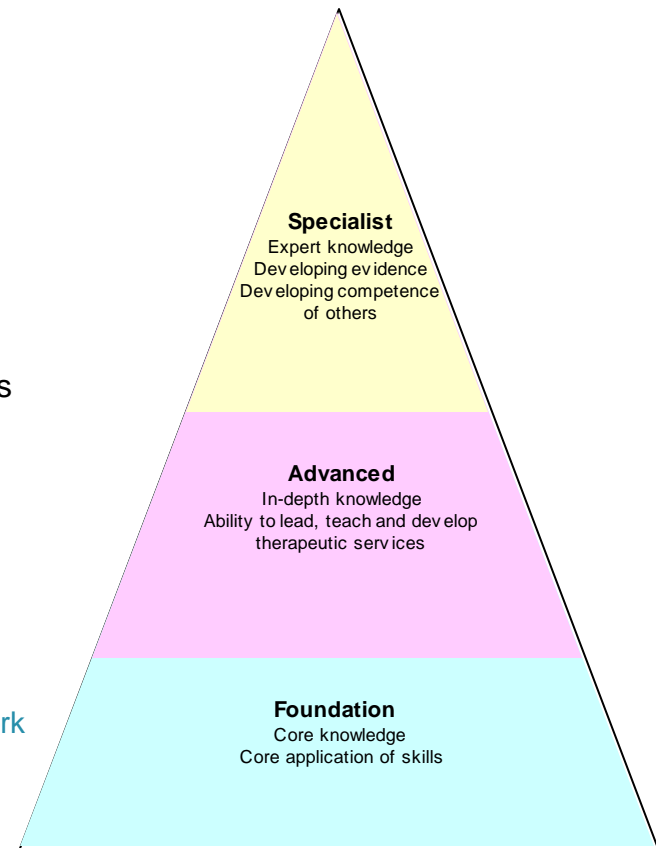 Specialist
Expert knowledge
Developing evidence
Developing competence
of others
s
Advanced
In-depth knowledge
Ability to lead, teach and develop
therapeutic services
rk
Foundation
Core knowledge
Core application of skills